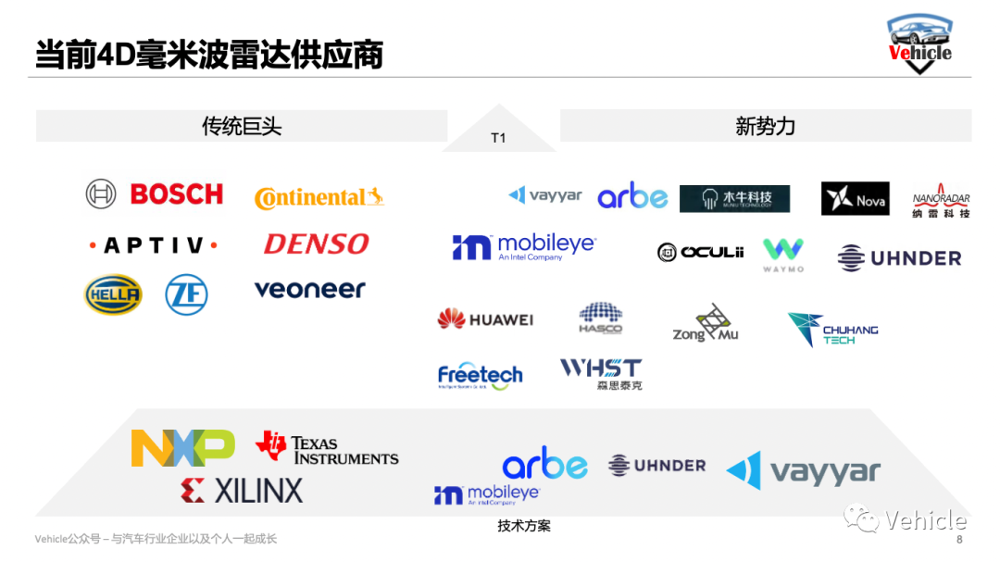 当前4D毫米波雷达供应商
Vehicle
传统巨头
T1
新势力
BOSCH
Continental
vayyar
arbe
木牛科技
MUNIU TECHNOLOGY
Nova
NANORADAR
纳雷科技
APTIV
DENSO
mobileye™
An Intel Company
OCULii
WAYMO
UHNDER
HELLA
ZF
veoneer
HUAWEI
HASCO
ZongMu
CHUHANG
TECH
Freetech
WHST
森思泰克
NXP
TEXAS
INSTRUMENTS
XILINX
arbe
UHNDER
vayyar
mobileye™
An Intel Company
技术方案
Vehicle
Vehicle公众号 – 与汽车行业企业以及个人一起成长
8